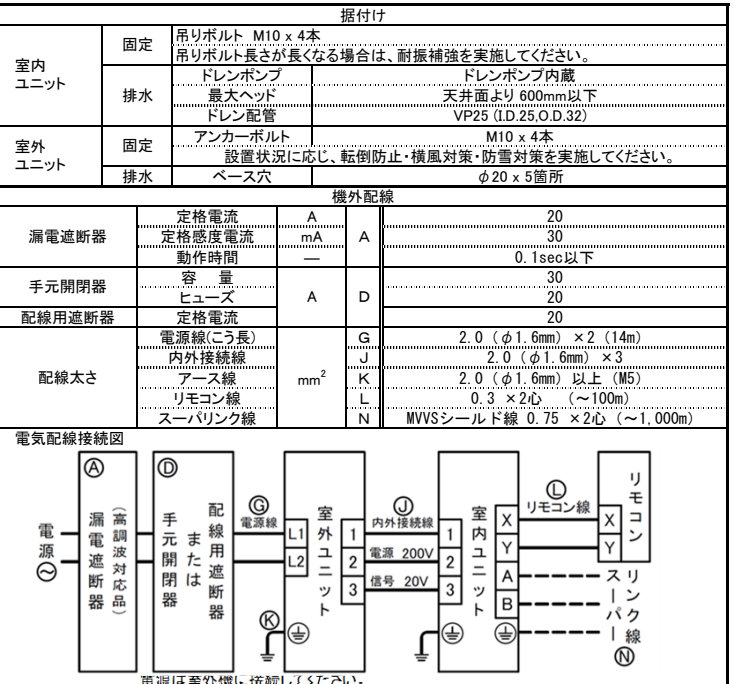 据付け
室内
ユニット
固定
吊りボルト M10 x 4本
吊りボルト長さが長くなる場合は、耐振補強を実施してください。
排水
ドレンポンプ ドレンポンプ内蔵
最大ヘッド 天井面より 600mm以下
ドレン配管 VP25 (I.D.25,O.D.32)
室外
ユニット
固定
アンカーボルト M10 x 4本
設置状況に応じ、転倒防止・横風対策・防雪対策を実施してください。
排水 ベース穴 φ20 x 5箇所
機外配線
漏電遮断器
定格電流 A 20
定格感度電流 mA A 30
動作時間 — 0.1sec以下
手元開閉器
容 量 30
ヒューズ A D 20
配線用遮断器 定格電流 20
配線太さ
電源線(こう長) G 2.0 (φ1.6mm) ×2 (14m)
内外接続線 J 2.0 (φ1.6mm) ×3
アース線 mm2 K 2.0 (φ1.6mm) 以上 (M5)
リモコン線 L 0.3 ×2心 (~100m)
スーパリンク線 N MVVSシールド線 0.75 ×2心 (~1,000m)
電気配線接続図
電源
A
漏電遮断器
(高調波対応品)
D
手元開閉器
または
配線用遮断器
G
電源線
L1
L2
K
室外ユニット
1
2
3
J
内外接続線
電源 200V
信号 20V
1
2
3
室内ユニット
X
Y
A
B
L
リモコン線
X
Y
リモコン
スーパー
リンク線
N
電源は室外機に接続してください。